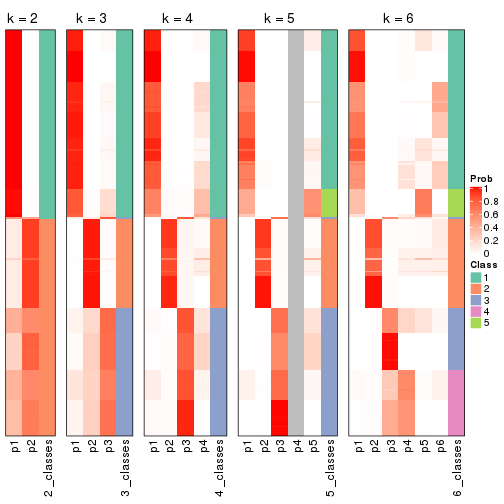 k = 2
k = 3
k = 4
k = 5
k = 6
Prob
1
0.8
0.6
0.4
0.2
0
Class
1
2
3
4
5
p1
p2
2_classes
p1
p2
p3
3_classes
p1
p2
p3
p4
4_classes
p1
p2
p3
p4
p5
5_classes
p1
p2
p3
p4
p5
p6
6_classes